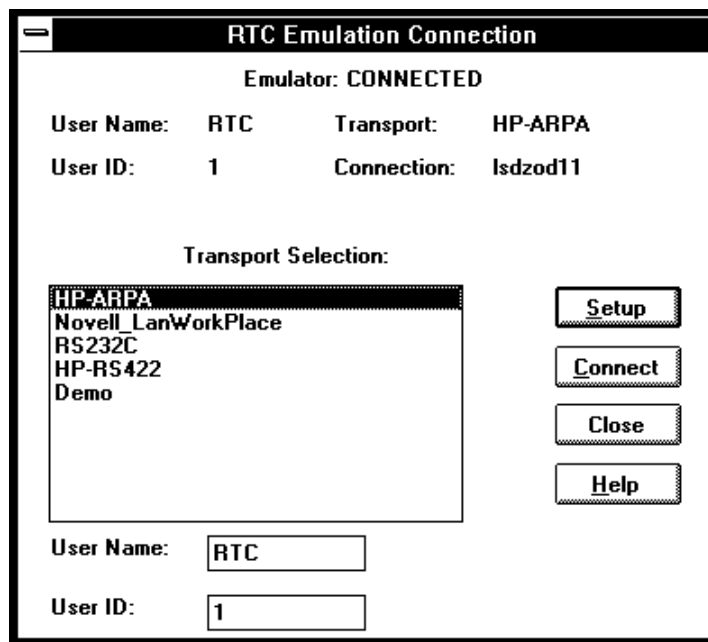 RTC Emulation Connection
Emulator: CONNECTED
User Name: RTC Transport: HP-ARPA
User ID: 1 Connection: lsdzod11
Transport Selection:
HP-ARPA
Novell_LanWorkPlace
RS232C
HP-RS422
Demo
Setup
Connect
Close
Help
User Name: RTC
User ID: 1